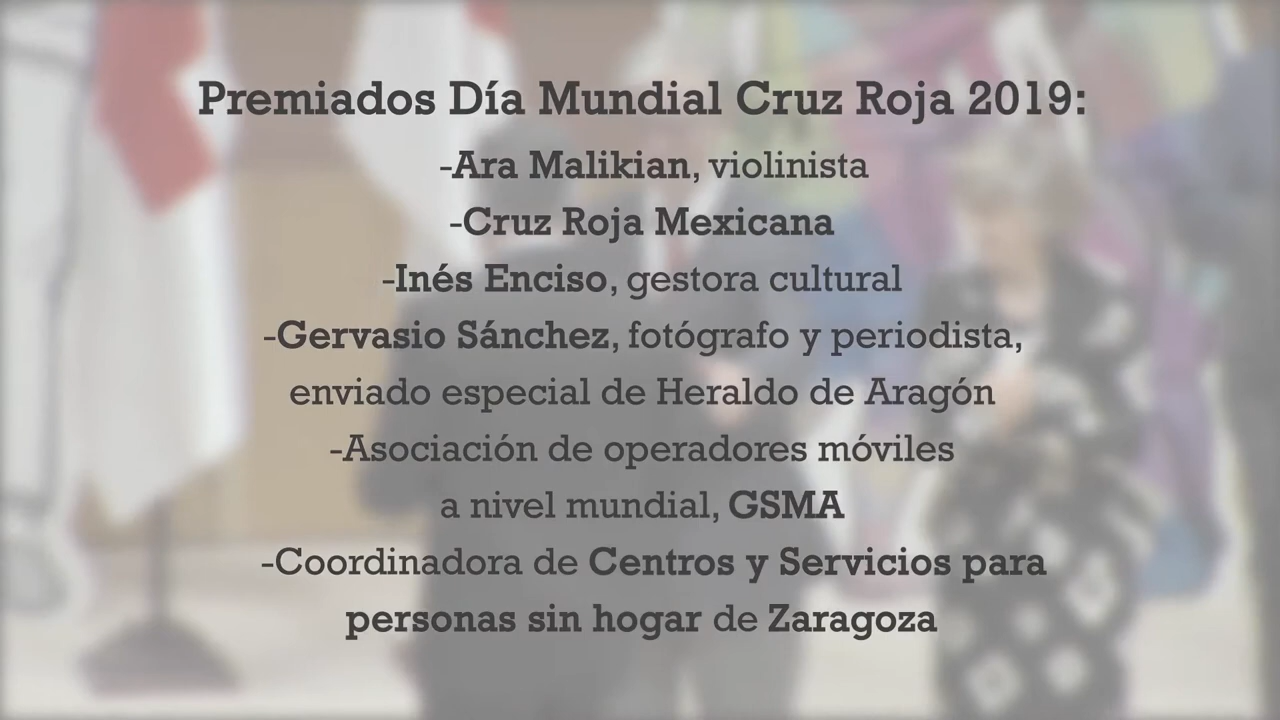 Premiados Día Mundial Cruz Roja 2019:
-Ara Malikian, violinista
-Cruz Roja Mexicana
-Inés Enciso, gestora cultural
-Gervasio Sánchez, fotógrafo y periodista,
enviado especial de Heraldo de Aragón
-Asociación de operadores móviles
a nivel mundial, GSMA
-Coordinadora de Centros y Servicios para
personas sin hogar de Zaragoza